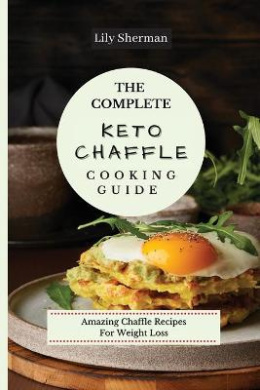 Lily Sherman
THE
COMPLETE
KETO
CHAFFLE
COOKING
GUIDE
Amazing Chaffle Recipes
For Weight Loss